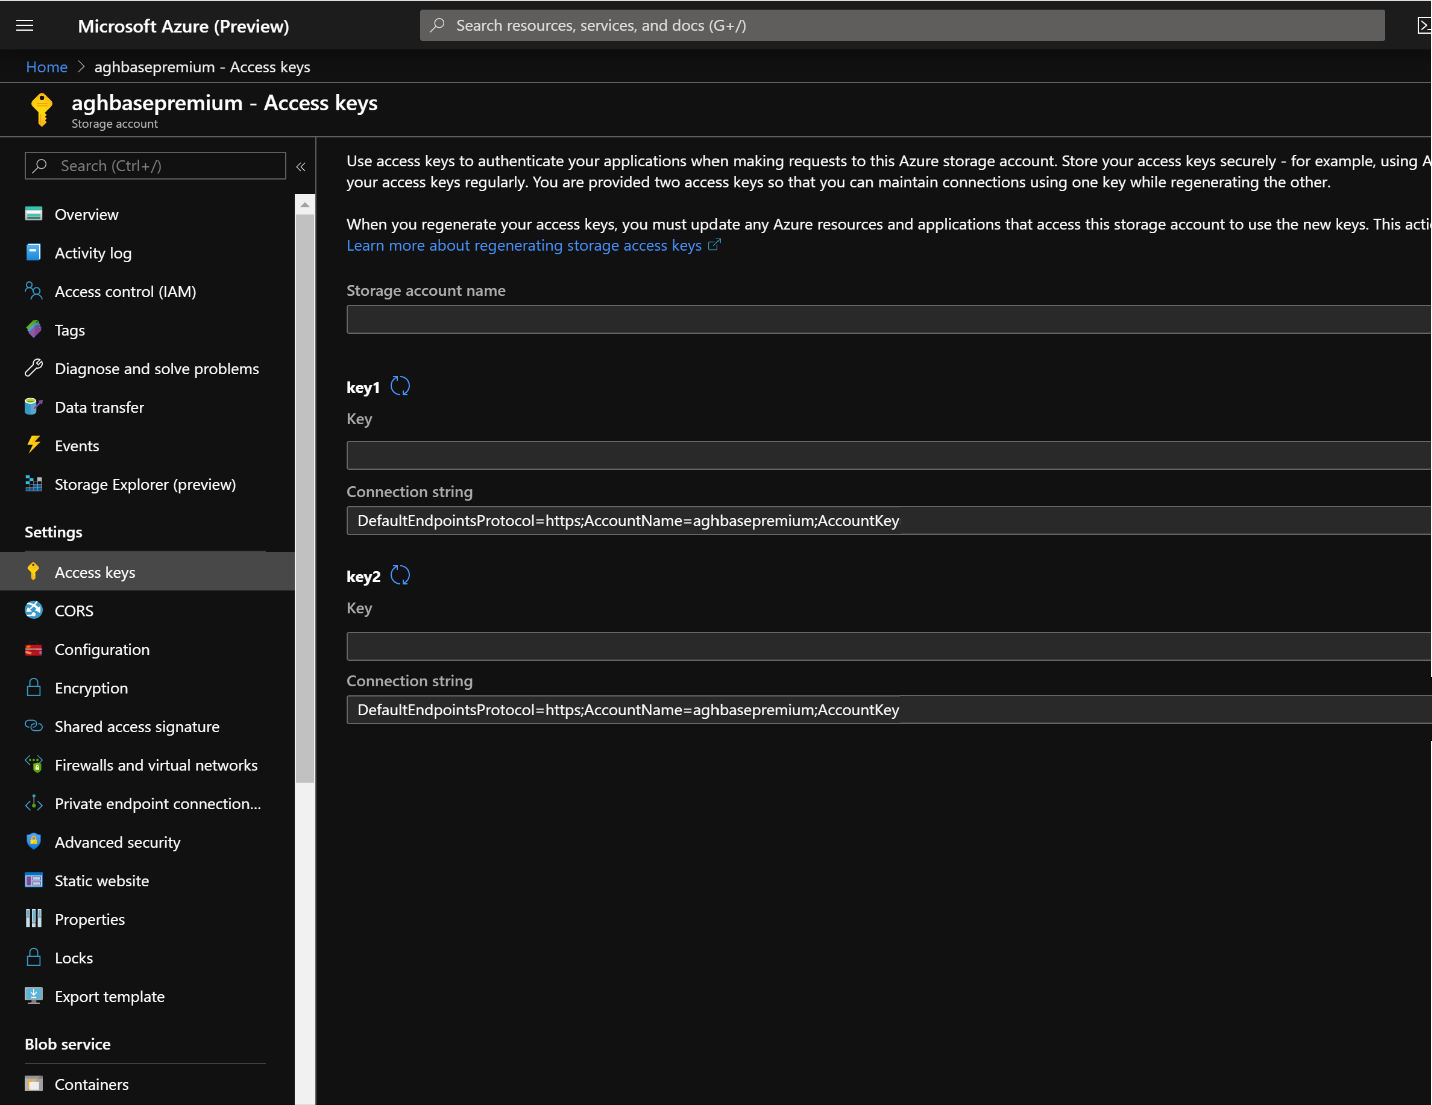 Microsoft Azure (Preview)
Search resources, services, and docs (G+/)
Home > aghbasepremium - Access keys
aghbasepremium - Access keys
Storage account
Search (Ctrl+/)
«
Overview
Activity log
Access control (IAM)
Tags
Diagnose and solve problems
Data transfer
Events
Storage Explorer (preview)
Settings
Access keys
CORS
Configuration
Encryption
Shared access signature
Firewalls and virtual networks
Private endpoint connection...
Advanced security
Static website
Properties
Locks
Export template
Blob service
Containers
Use access keys to authenticate your applications when making requests to this Azure storage account. Store your access keys securely - for example, using A
your access keys regularly. You are provided two access keys so that you can maintain connections using one key while regenerating the other.
When you regenerate your access keys, you must update any Azure resources and applications that access this storage account to use the new keys. This acti
Learn more about regenerating storage access keys
Storage account name
key1
Key
Connection string
DefaultEndpointsProtocol=https;AccountName=aghbasepremium;AccountKey
key2
Key
Connection string
DefaultEndpointsProtocol=https;AccountName=aghbasepremium;AccountKey